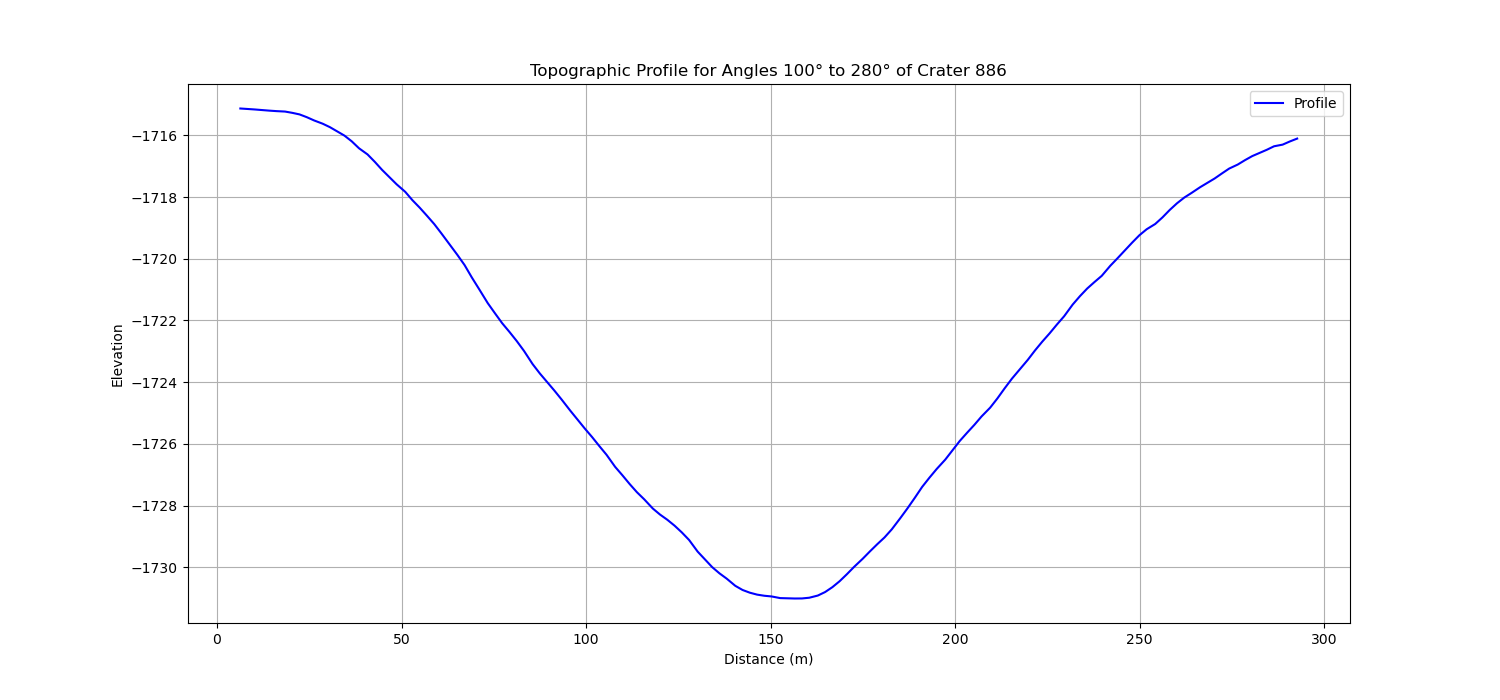 Topographic Profile for Angles 100° to 280° of Crater 886
Profile
Elevation
−1716
−1718
−1720
−1722
−1724
−1726
−1728
−1730
0 50 100 150 200 250 300
Distance (m)